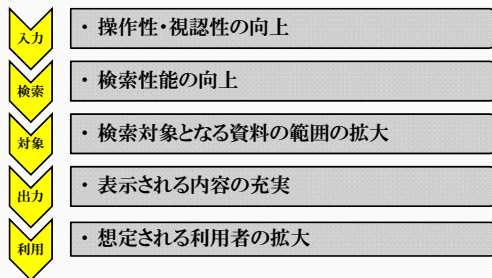 入力
・操作性・視認性の向上
検索
・検索性能の向上
対象
・検索対象となる資料の範囲の拡大
出力
・表示される内容の充実
利用
・想定される利用者の拡大